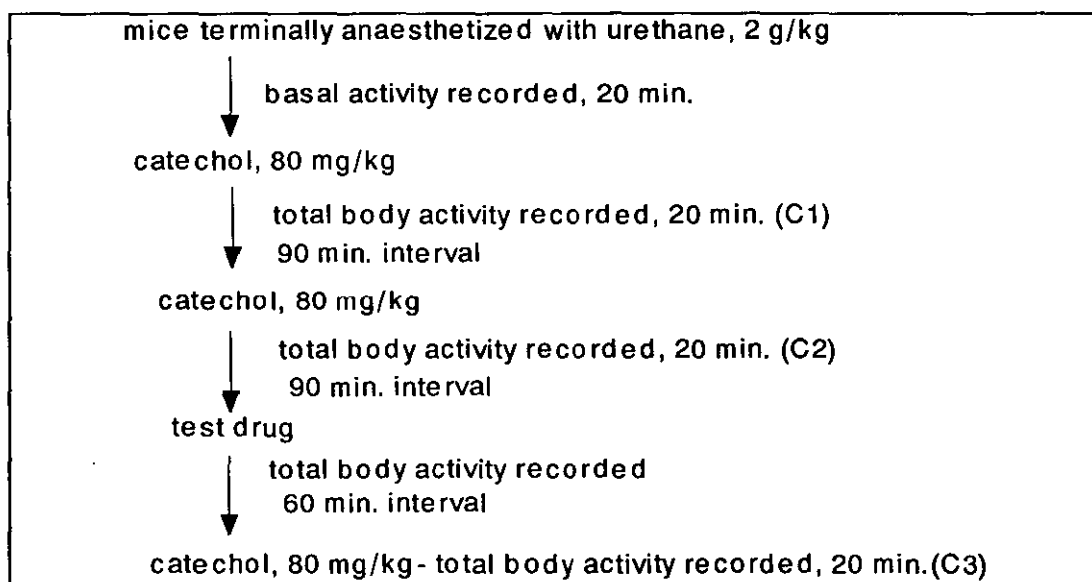 mice terminally anaesthetized with urethane, 2 g/kg
basal activity recorded, 20 min.
catechol, 80 mg/kg
total body activity recorded, 20 min. (C1)
90 min. interval
catechol, 80 mg/kg
total body activity recorded, 20 min. (C2)
90 min. interval
test drug
total body activity recorded
60 min. interval
catechol, 80 mg/kg- total body activity recorded, 20 min.(C3)